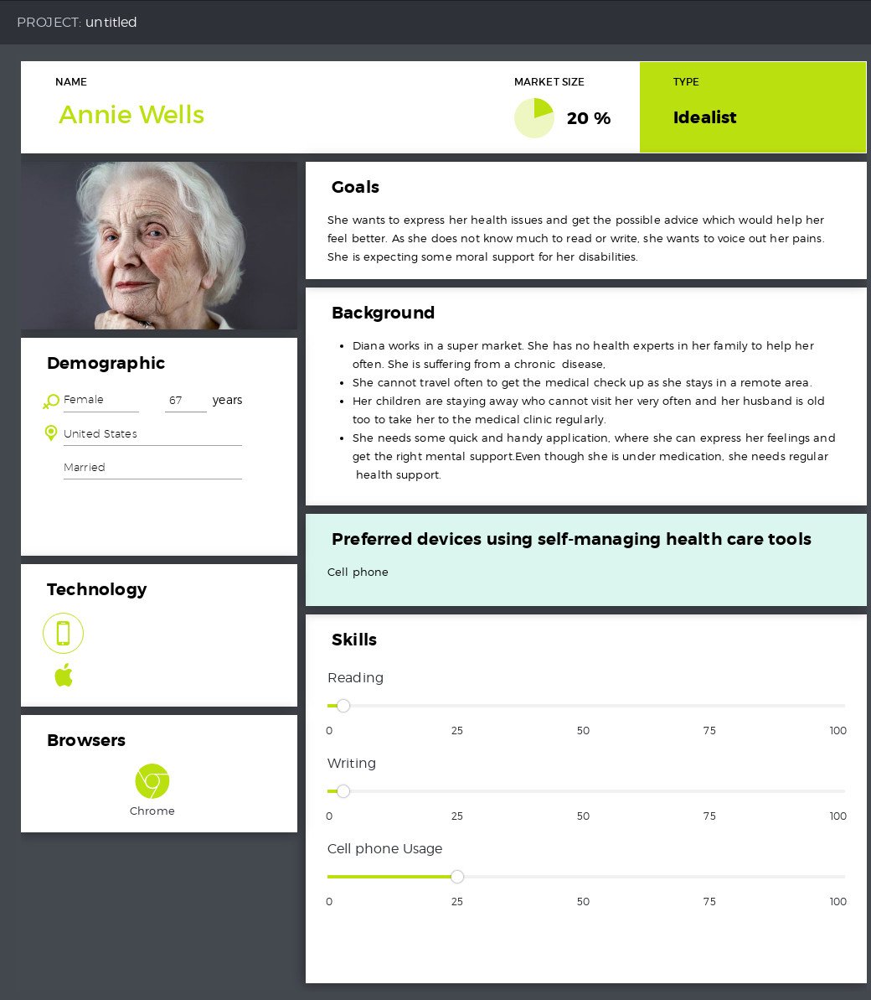 PROJECT: untitled
NAME
Annie Wells
MARKET SIZE
20 %
TYPE
Idealist
Goals
She wants to express her health issues and get the possible advice which would help her
feel better. As she does not know much to read or write, she wants to voice out her pains.
She is expecting some moral support for her disabilities.
Background
• Diana works in a super market. She has no health experts in her family to help her
often. She is suffering from a chronic disease,
• She cannot travel often to get the medical check up as she stays in a remote area.
• Her children are staying away who cannot visit her very often and her husband is old
too to take her to the medical clinic regularly.
• She needs some quick and handy application, where she can express her feelings and
get the right mental support.Even though she is under medication, she needs regular
health support.
Demographic
Female 67 years
United States
Married
Technology
Browsers
Chrome
Preferred devices using self-managing health care tools
Cell phone
Skills
Reading
0 25 50 75 100
Writing
0 25 50 75 100
Cell phone Usage
0 25 50 75 100